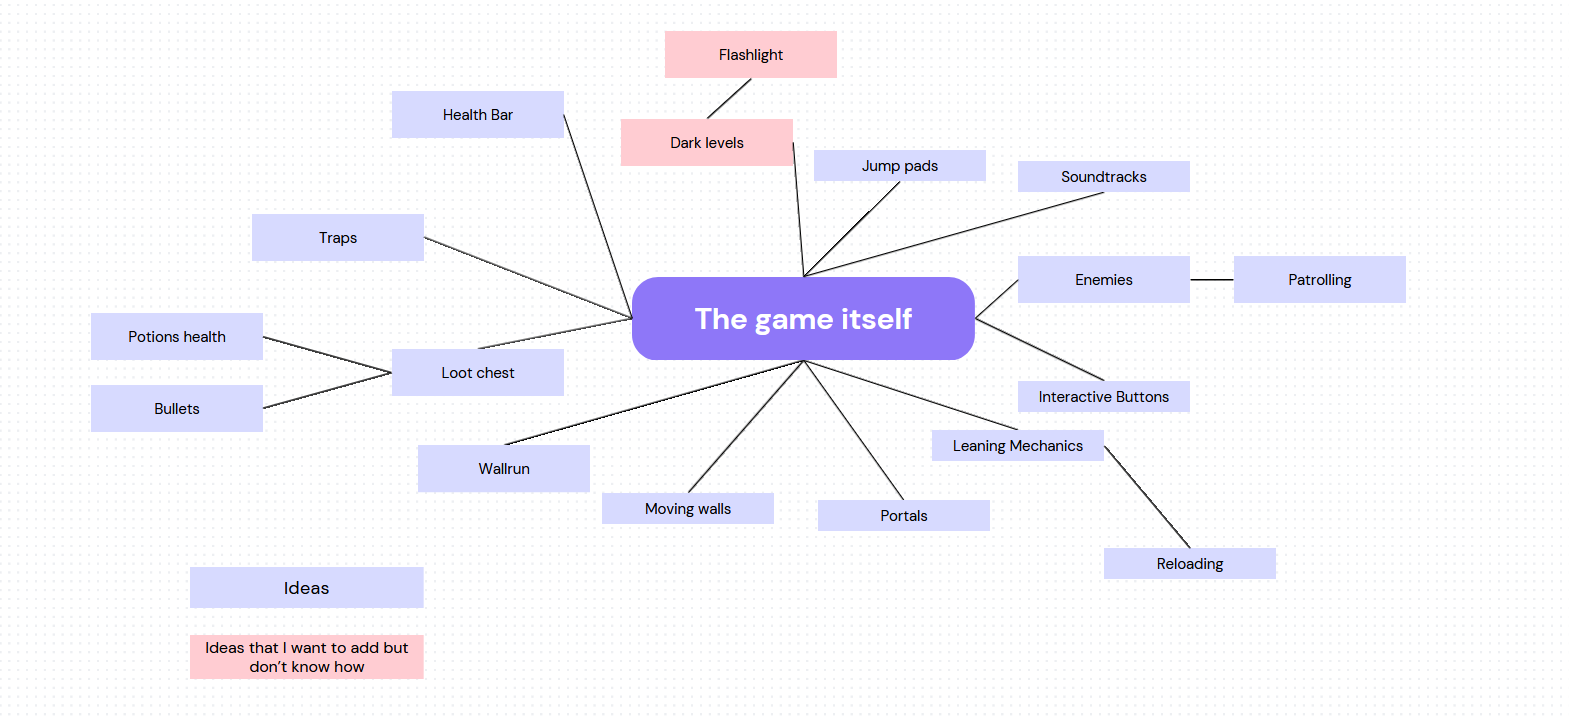 Flashlight
Health Bar
Dark levels
Jump pads
Soundtracks
Traps
Enemies
Patrolling
The game itself
Potions health
Loot chest
Bullets
Interactive Buttons
Leaning Mechanics
Wallrun
Moving walls
Portals
Reloading
Ideas
Ideas that I want to add but
don't know how